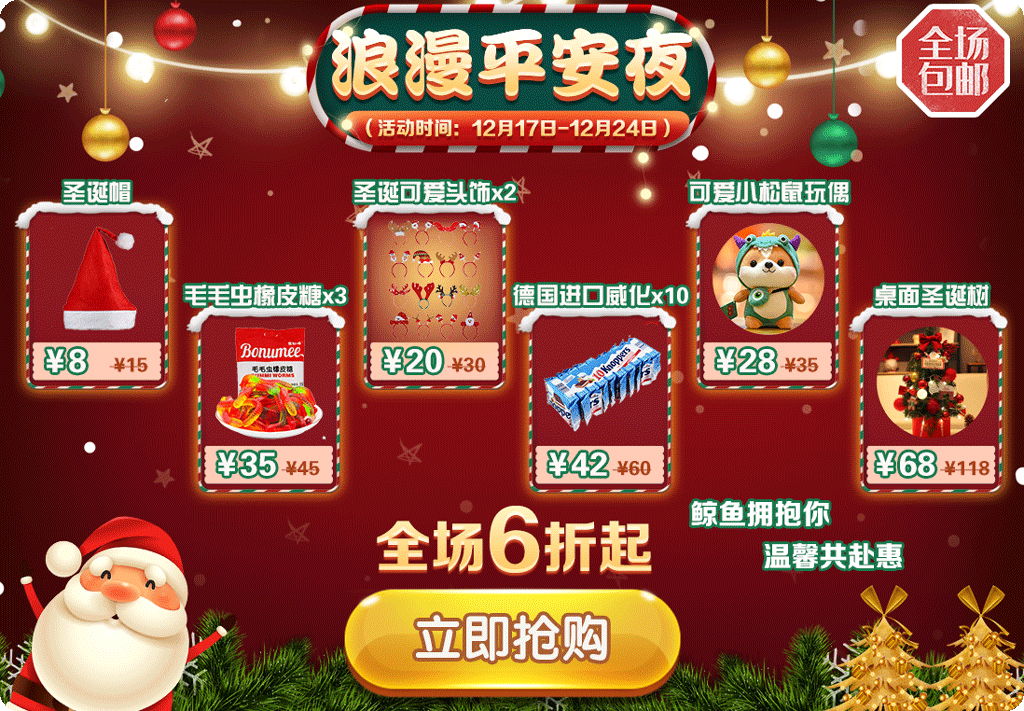 浪漫平安夜
全场
包邮
（活动时间：12月17日-12月24日）
圣诞帽
¥8 ¥15
毛毛虫橡皮糖x3
Bonumee
毛毛虫橡皮糖
GUMMI WORMS
¥35 ¥45
圣诞可爱头饰x2
¥20 ¥30
德国进口威化x10
10 Knoppers
¥42 ¥60
可爱小松鼠玩偶
¥28 ¥35
桌面圣诞树
¥68 ¥118
全场6折起
鲸鱼拥抱你
温馨共赴惠
立即抢购